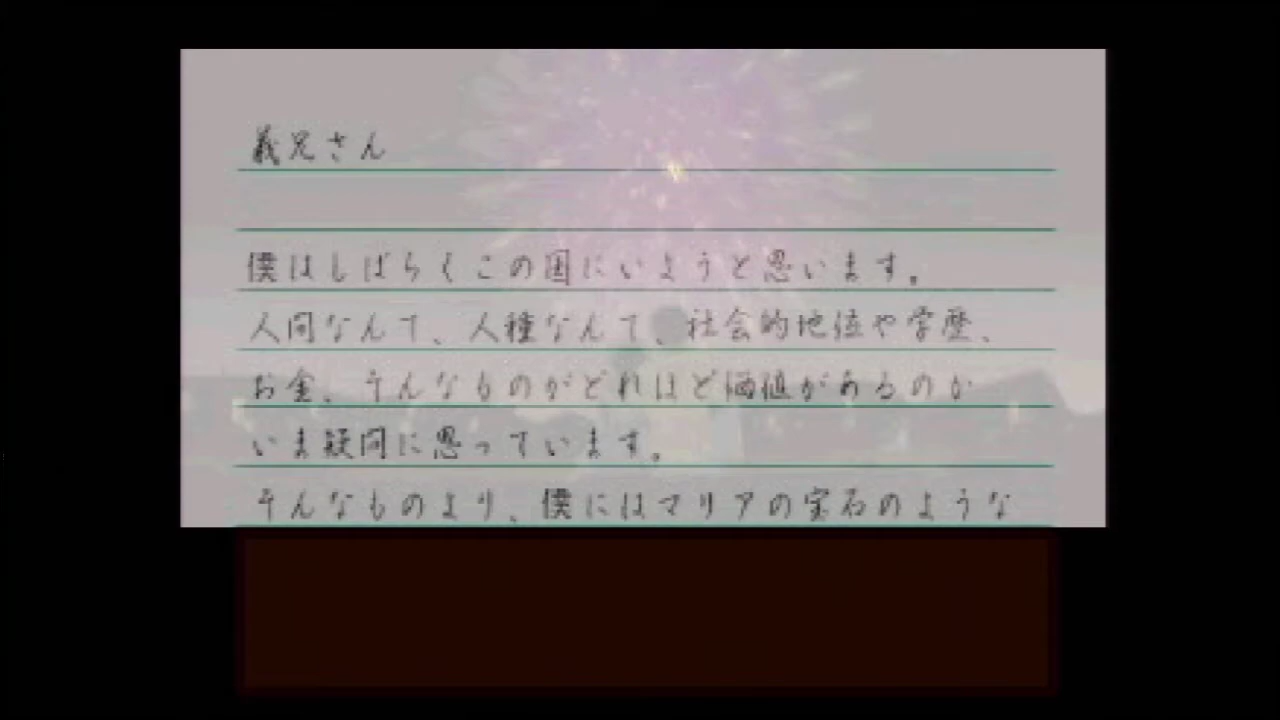 義兄さん
僕はしばらくこの国にいようと思います。
人間なんて、人種なんて、社会的地位や学歴、
お金、そんなものがどれほど価値があるのか
いま疑問に思っています。
そんなものより、僕にはマリアの宝石のような